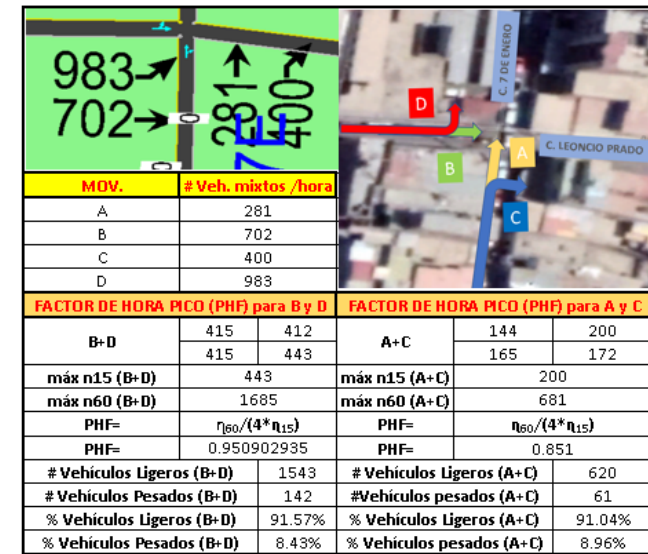 983
702
281
400
7E
0
C. 7 DE ENERO
D
A
C. LEONCIO PRADO
B
C
MOV. # Veh. mixtos /hora
A 281
B 702
C 400
D 983
FACTOR DE HORA PICO (PHF) para B y D FACTOR DE HORA PICO (PHF) para A y C
B+D 415 412 A+C 144 200
415 443 165 172
máx n15 (B+D) 443 máx n15 (A+C) 200
máx n60 (B+D) 1685 máx n60 (A+C) 681
PHF= η60/(4*η15) PHF= η60/(4*η15)
PHF= 0.950902935 PHF= 0.851
# Vehículos Ligeros (B+D) 1543 # Vehículos Ligeros (A+C) 620
# Vehículos Pesados (B+D) 142 #Vehículos pesados (A+C) 61
% Vehículos Ligeros (B+D) 91.57% % Vehículos Ligeros (A+C) 91.04%
% Vehículos Pesados (B+D) 8.43% % Vehículos pesados (A+C) 8.96%